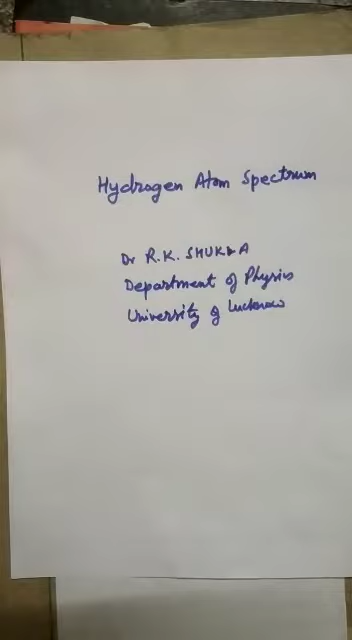 Hydrogen Atom Spectrum
Dr R.K. SHUKLA
Department of Physics
University of Lucknow